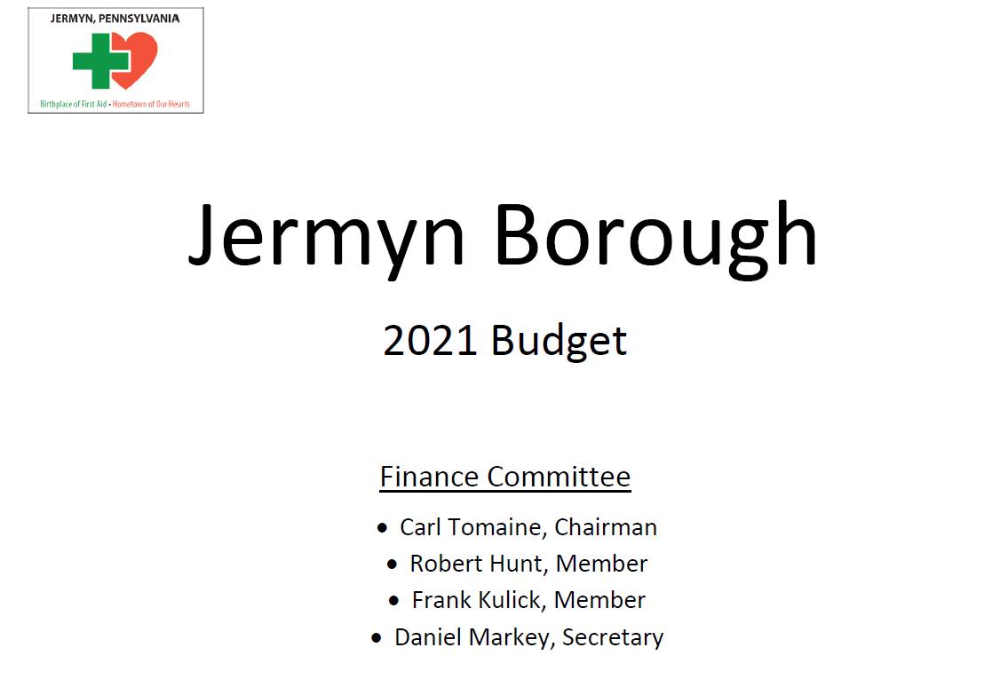 JERMYN, PENNSYLVANIA
Birthplace of First Aid • Hometown of Our Hearts
Jermyn Borough
2021 Budget
Finance Committee
• Carl Tomaine, Chairman
• Robert Hunt, Member
• Frank Kulick, Member
• Daniel Markey, Secretary